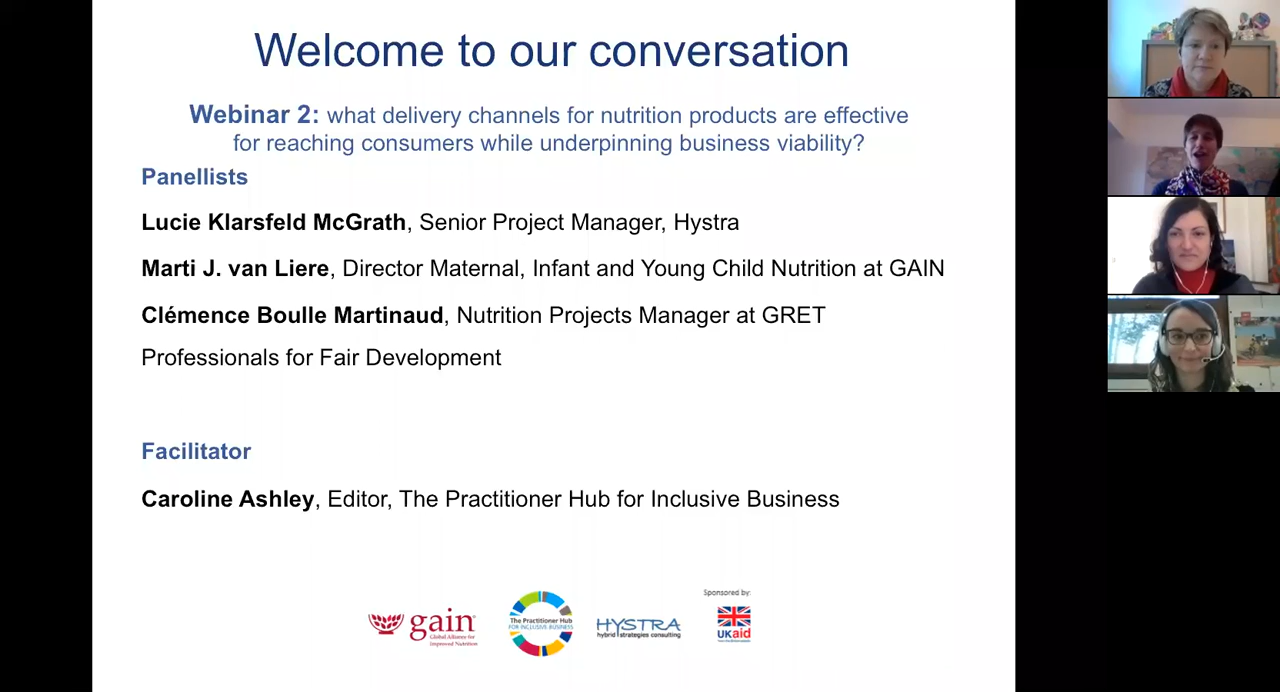 Welcome to our conversation
Webinar 2: what delivery channels for nutrition products are effective
for reaching consumers while underpinning business viability?
Panellists
Lucie Klarsfeld McGrath, Senior Project Manager, Hystra
Marti J. van Liere, Director Maternal, Infant and Young Child Nutrition at GAIN
Clémence Boulle Martinaud, Nutrition Projects Manager at GRET
Professionals for Fair Development
Facilitator
Caroline Ashley, Editor, The Practitioner Hub for Inclusive Business
gain
Global Alliance for
Improved Nutrition
The Practitioner Hub
FOR INCLUSIVE BUSINESS
HYSTRA
hybrid strategies consulting
Sponsored by:
UKaid